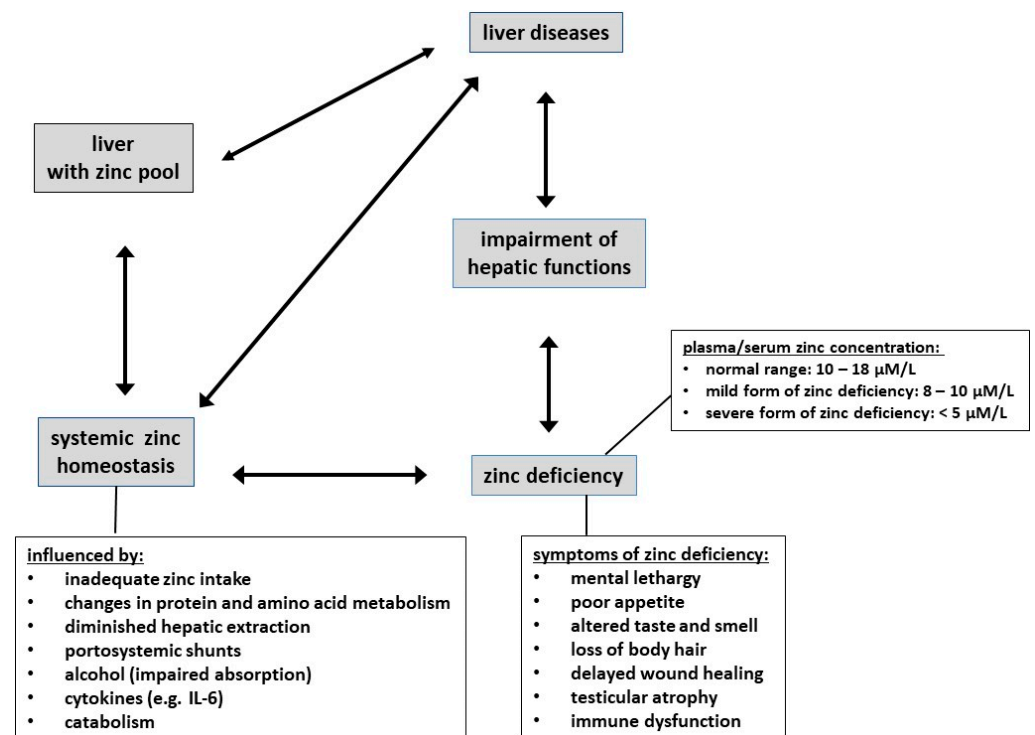 liver diseases
liver
with zinc pool
impairment of
hepatic functions
plasma/serum zinc concentration:
• normal range: 10 – 18 µM/L
• mild form of zinc deficiency: 8 – 10 µM/L
• severe form of zinc deficiency: < 5 µM/L
systemic zinc
homeostasis
zinc deficiency
influenced by:
• inadequate zinc intake
• changes in protein and amino acid metabolism
• diminished hepatic extraction
• portosystemic shunts
• alcohol (impaired absorption)
• cytokines (e.g. IL-6)
• catabolism
symptoms of zinc deficiency:
• mental lethargy
• poor appetite
• altered taste and smell
• loss of body hair
• delayed wound healing
• testicular atrophy
• immune dysfunction